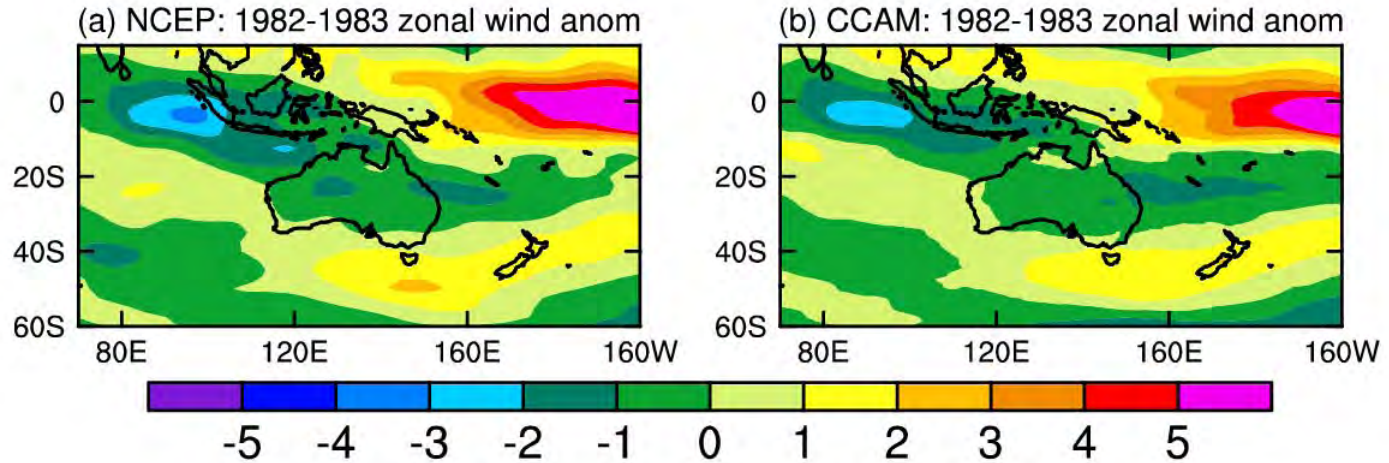 (a) NCEP: 1982-1983 zonal wind anom (b) CCAM: 1982-1983 zonal wind anom
0 0
20S 20S
40S 40S
60S 60S
80E 120E 160E 160W 80E 120E 160E 160W
-5 -4 -3 -2 -1 0 1 2 3 4 5